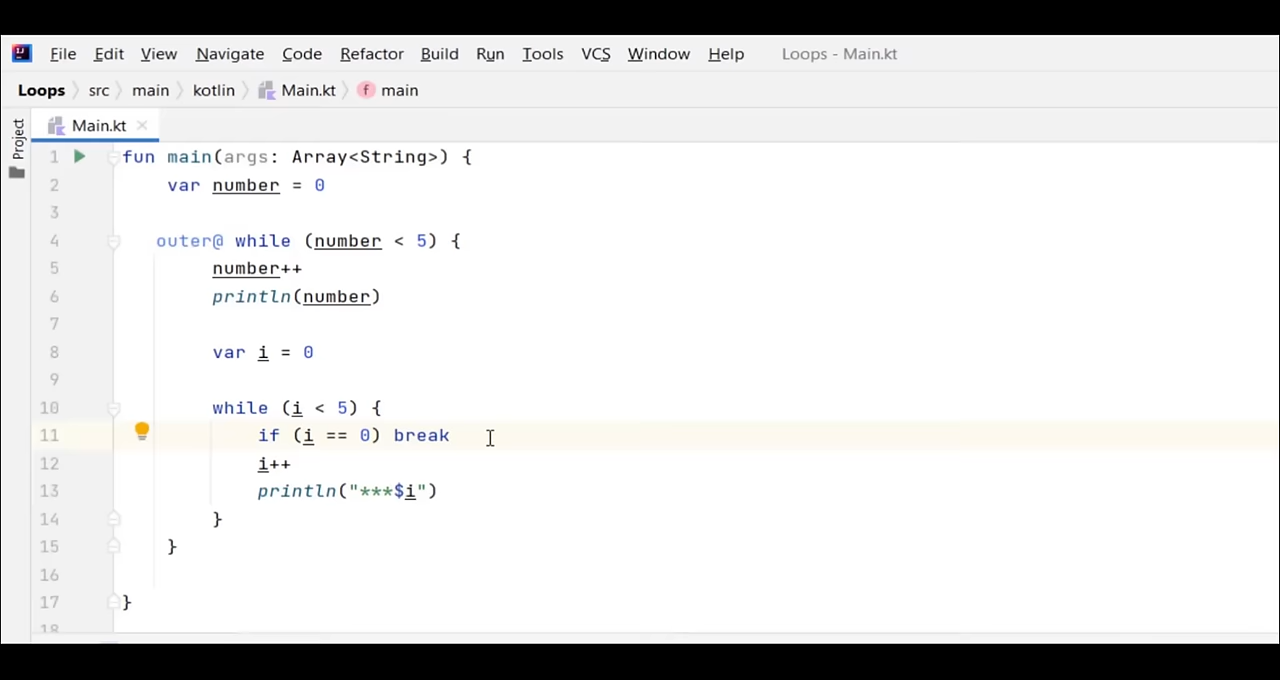 File Edit View Navigate Code Refactor Build Run Tools VCS Window Help Loops - Main.kt
Loops src main kotlin Main.kt f main
Project
Main.kt
1 fun main(args: Array<String>) {
2 var number = 0
3
4 outer@ while (number < 5) {
5 number++
6 println(number)
7
8 var i = 0
9
10 while (i < 5) {
11 if (i == 0) break
12 i++
13 println("***$i")
14 }
15 }
16
17 }
18